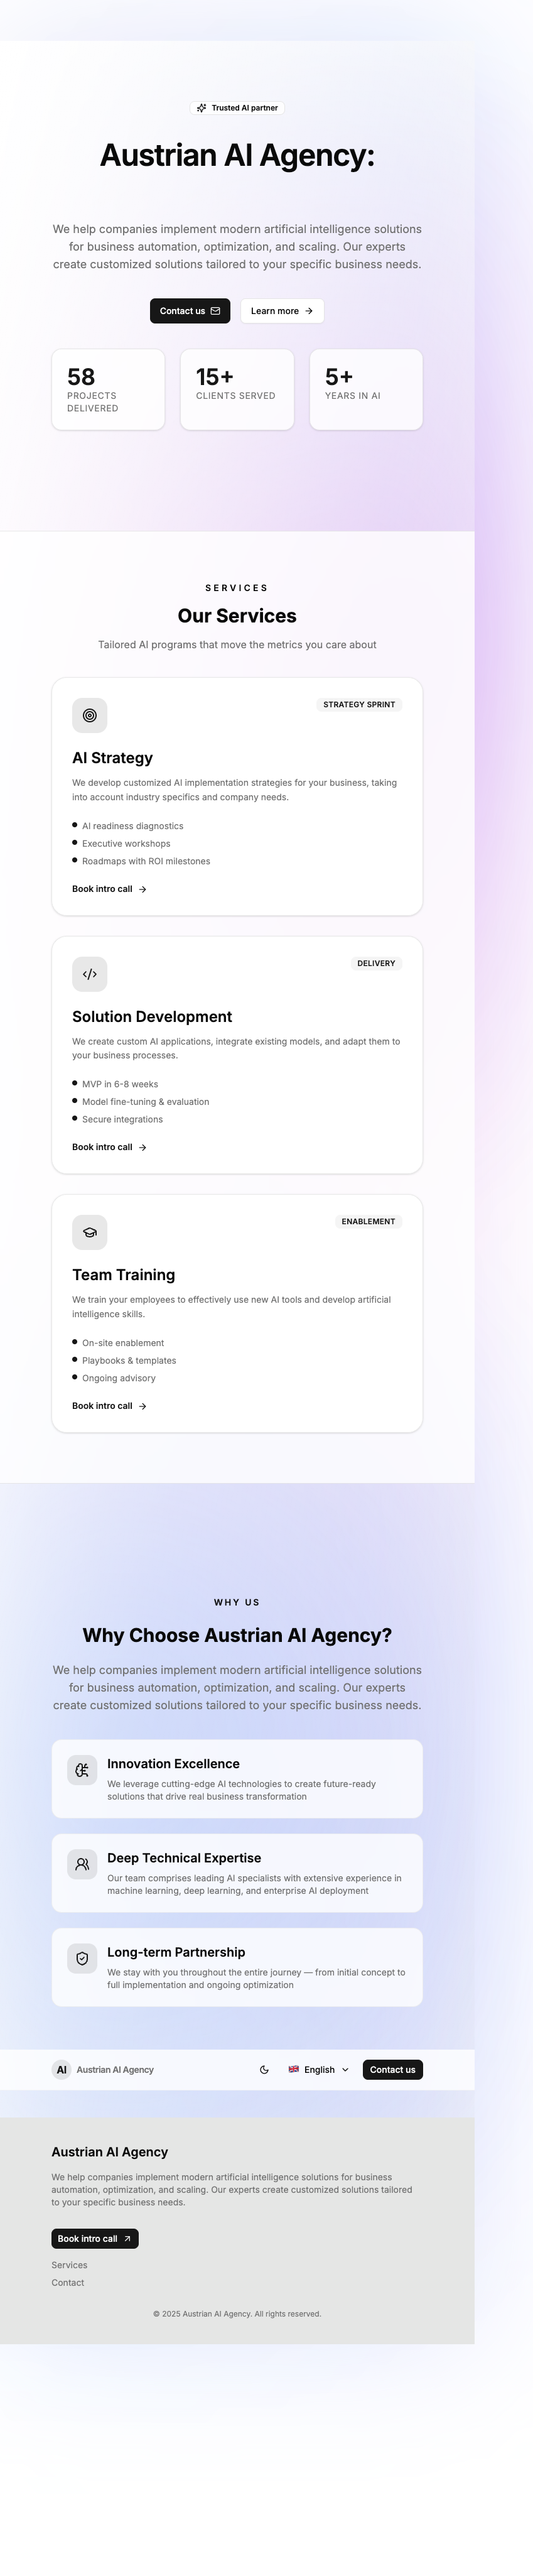 Trusted AI partner
Austrian AI Agency:
We help companies implement modern artificial intelligence solutions
for business automation, optimization, and scaling. Our experts
create customized solutions tailored to your specific business needs.
Contact us
Learn more
58
PROJECTS
DELIVERED
15+
CLIENTS SERVED
5+
YEARS IN AI
SERVICES
Our Services
Tailored AI programs that move the metrics you care about
STRATEGY SPRINT
AI Strategy
We develop customized AI implementation strategies for your business, taking
into account industry specifics and company needs.
AI readiness diagnostics
Executive workshops
Roadmaps with ROI milestones
Book intro call
DELIVERY
Solution Development
We create custom AI applications, integrate existing models, and adapt them to
your business processes.
MVP in 6-8 weeks
Model fine-tuning & evaluation
Secure integrations
Book intro call
ENABLEMENT
Team Training
We train your employees to effectively use new AI tools and develop artificial
intelligence skills.
On-site enablement
Playbooks & templates
Ongoing advisory
Book intro call
WHY US
Why Choose Austrian AI Agency?
We help companies implement modern artificial intelligence solutions
for business automation, optimization, and scaling. Our experts
create customized solutions tailored to your specific business needs.
Innovation Excellence
We leverage cutting-edge AI technologies to create future-ready
solutions that drive real business transformation
Deep Technical Expertise
Our team comprises leading AI specialists with extensive experience in
machine learning, deep learning, and enterprise AI deployment
Long-term Partnership
We stay with you throughout the entire journey — from initial concept to
full implementation and ongoing optimization
AI Austrian AI Agency
English
Contact us
Austrian AI Agency
We help companies implement modern artificial intelligence solutions for business
automation, optimization, and scaling. Our experts create customized solutions tailored
to your specific business needs.
Book intro call
Services
Contact
© 2025 Austrian AI Agency. All rights reserved.